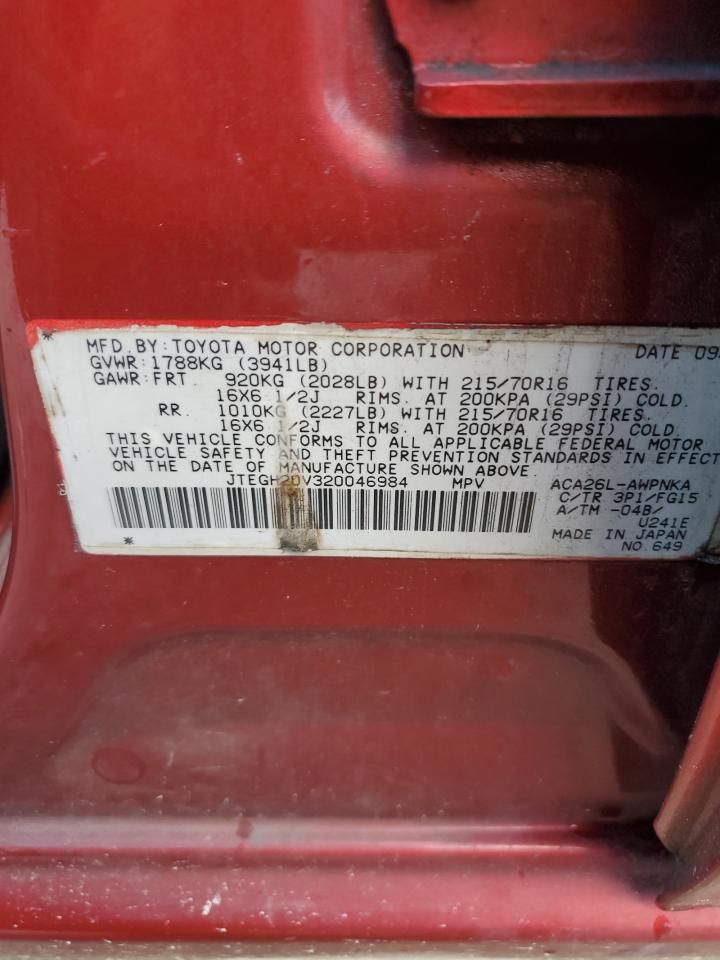 MFD. BY: TOYOTA MOTOR CORPORATION DATE 09
GVWR: 1788KG (3941LB)
GAWR: FRT 920KG (2028LB) WITH 215/70R16 TIRES.
16X6 1/2J RIMS. AT 200KPA (29PSI) COLD.
RR. 1010KG (2227LB) WITH 215/70R16 TIRES.
16X6 1/2J RIMS. AT 200KPA (29PSI) COLD.
THIS VEHICLE CONFORMS TO ALL APPLICABLE FEDERAL MOTOR
VEHICLE SAFETY AND THEFT PREVENTION STANDARDS IN EFFECT
ON THE DATE OF MANUFACTURE SHOWN ABOVE
JTEGH20V320046984 MPV ACA26L-AWPNKA
C/TR 3P1/FG15
A/TM -04B/
U241E
MADE IN JAPAN
NO. 649